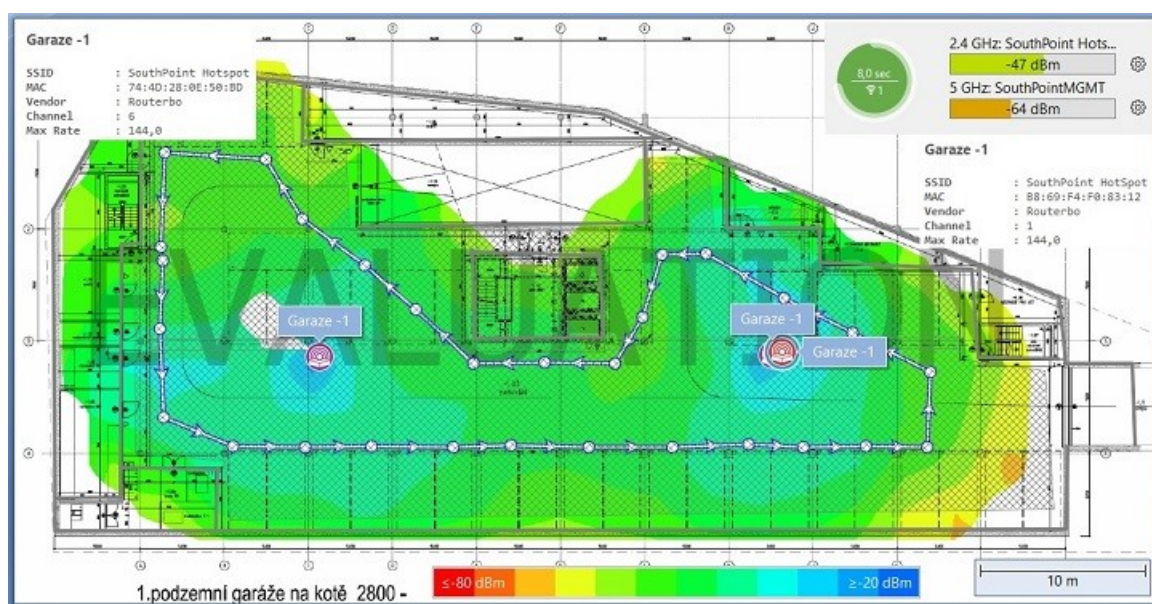 Garaze -1
SSID : SouthPoint Hotspot
MAC : 74:4D:28:0E:50:BD
Vendor : Routerbo
Channel : 6
Max Rate : 144,0
8,0 sec
1
2.4 GHz: SouthPoint Hots...
-47 dBm
5 GHz: SouthPointMGMT
-64 dBm
Garaze -1
SSID : SouthPoint HotSpot
MAC : B8:69:F4:F0:83:12
Vendor : Routerbo
Channel : 1
Max Rate : 144,0
EVALUATION
Garaze -1
Garaze -1
Garaze -1
1.podzemní garáže na kotě 2800 -
≤-80 dBm
≥-20 dBm
10 m